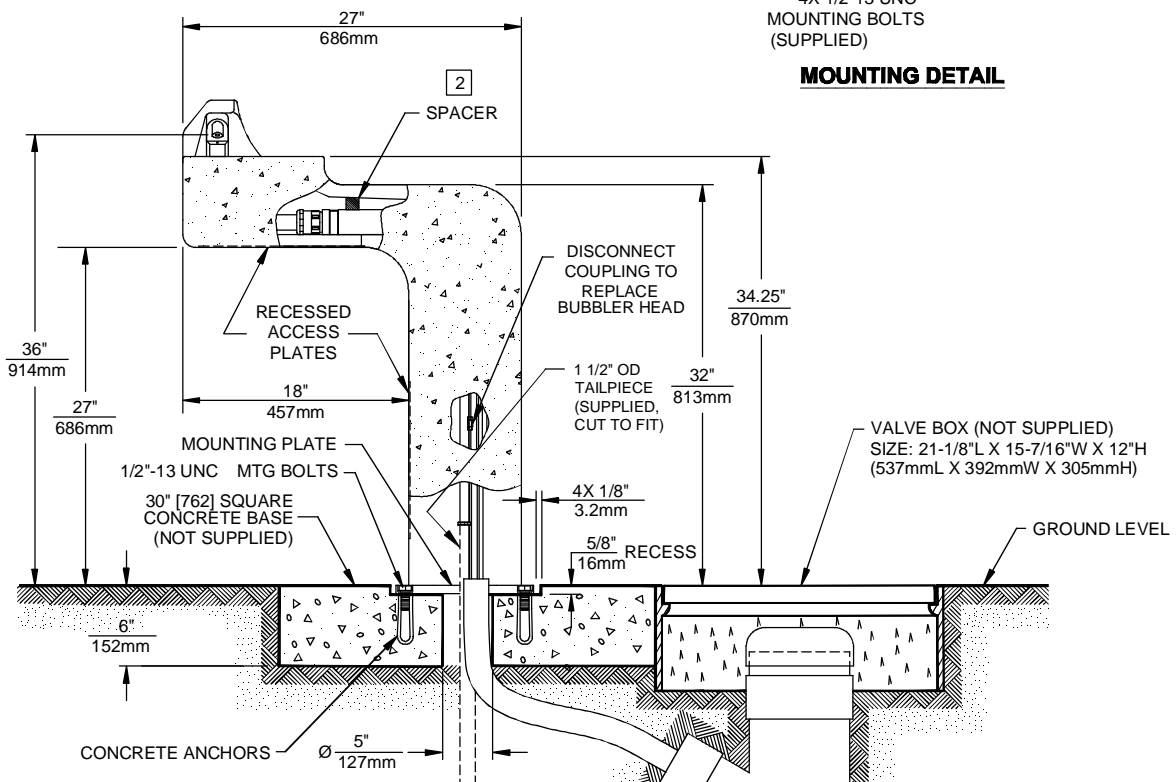 4X 1/2-13 UNC
MOUNTING BOLTS
(SUPPLIED)
MOUNTING DETAIL
27"
686mm
2
SPACER
DISCONNECT
COUPLING TO
REPLACE
BUBBLER HEAD
34.25"
870mm
RECESSED
ACCESS
PLATES
36"
914mm
27"
686mm
18"
457mm
1 1/2" OD
TAILPIECE
(SUPPLIED,
CUT TO FIT)
32"
813mm
VALVE BOX (NOT SUPPLIED)
SIZE: 21-1/8"L X 15-7/16"W X 12"H
(537mmL X 392mmW X 305mmH)
MOUNTING PLATE
1/2"-13 UNC MTG BOLTS
30" [762] SQUARE
CONCRETE BASE
(NOT SUPPLIED)
4X 1/8"
3.2mm
5/8"
16mm
RECESS
GROUND LEVEL
6"
152mm
CONCRETE ANCHORS
Ø 5"
127mm